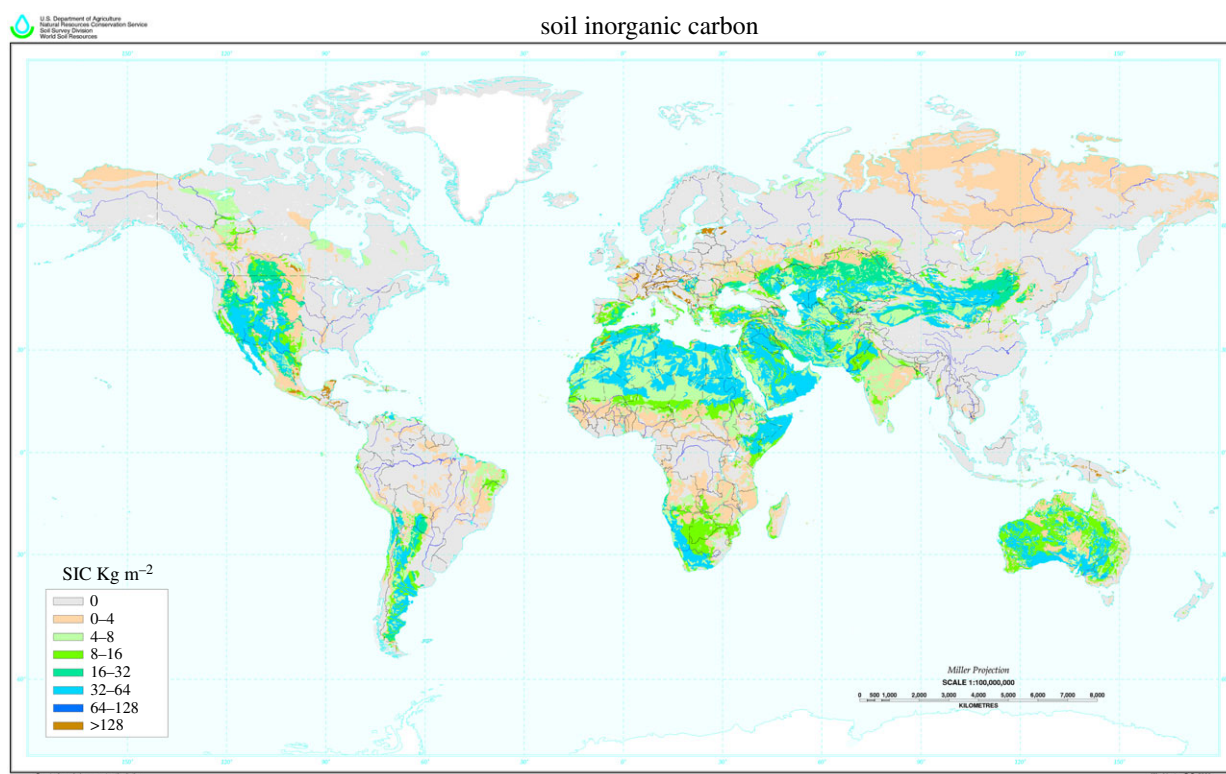 U.S. Department of Agriculture
Natural Resources Conservation Service
Soil Survey Division
World Soil Resources
soil inorganic carbon
SIC Kg m⁻²
0
0–4
4–8
8–16
16–32
32–64
64–128
>128
Miller Projection
SCALE 1:100,000,000
0 500 1,000 2,000 3,000 4,000 5,000 6,000 7,000 8,000
KILOMETRES